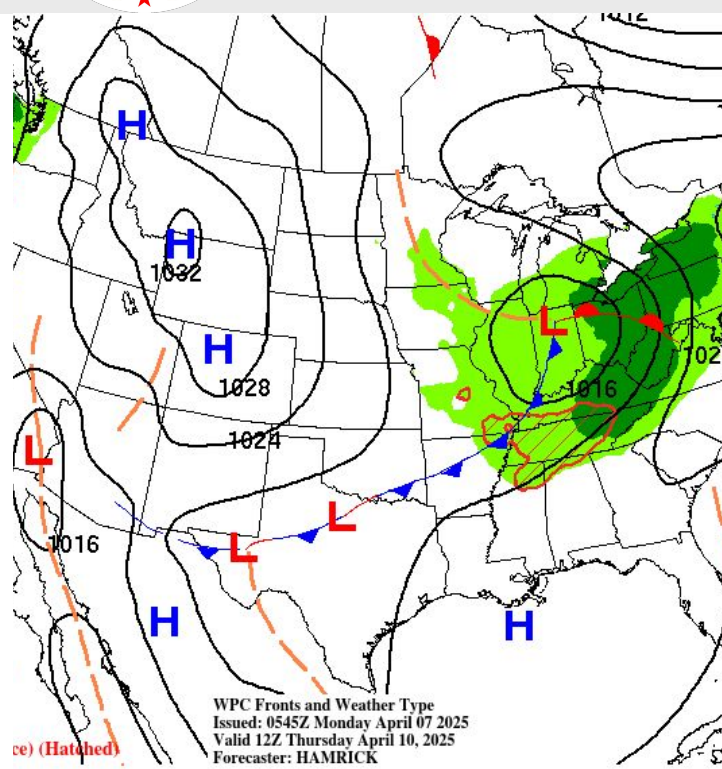 1012
H
H
1032
L
102
H
1028
1016
1024
L
L
L
1016
H
H
WPC Fronts and Weather Type
Issued: 0545Z Monday April 07 2025
Valid 12Z Thursday April 10, 2025
ce) (Hatched)
Forecaster: HAMRICK